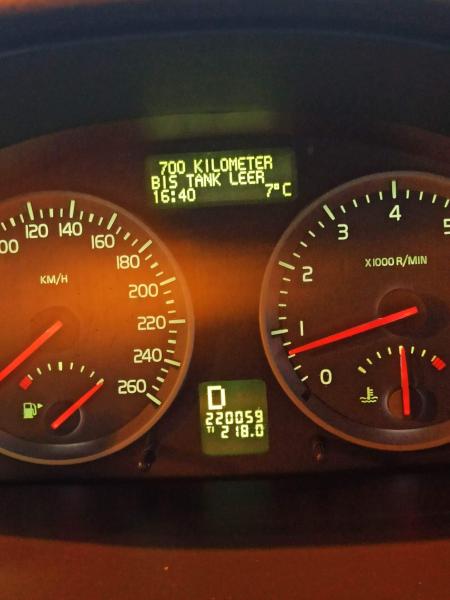 700 KILOMETER
BIS TANK LEER
16:40 7°C
120 140 160 180 200 220 240 260
KM/H
0 1 2 3 4
X1000 R/MIN
D
220059
T1 218.0